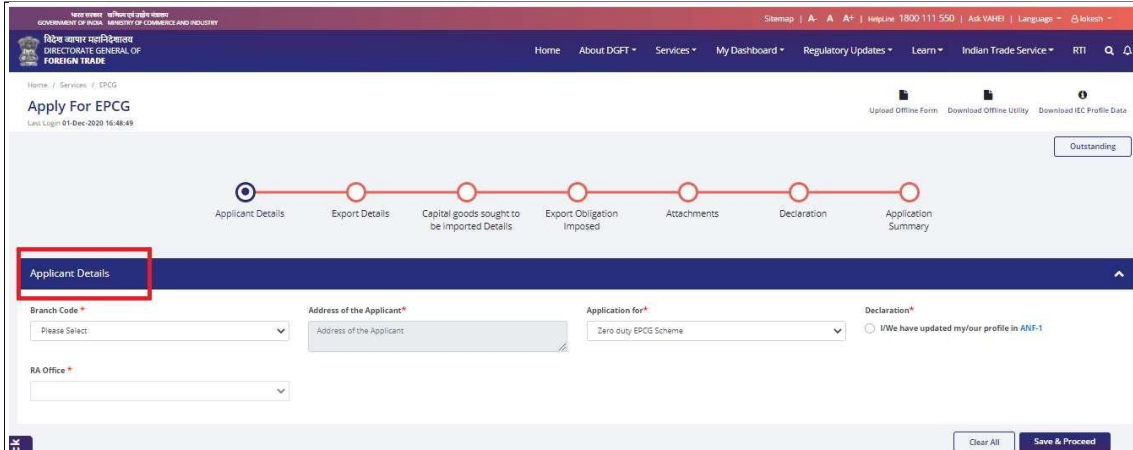 भारत सरकार वाणिज्य एवं उद्योग मंत्रालय
GOVERNMENT OF INDIA MINISTRY OF COMMERCE AND INDUSTRY
Sitemap | A- A A+ | HELPLINE 1800 111 550 | Ask VAHEI | Language lokesh
विदेश व्यापार महानिदेशालय
DIRECTORATE GENERAL OF
FOREIGN TRADE
Home About DGFT Services My Dashboard Regulatory Updates Learn Indian Trade Service RTI
Home / Services / EPCG
Apply For EPCG
Last Login 01-Dec-2020 16:48:49
Upload Offline Form Download Offline Utility Download IEC Profile Data
Outstanding
Applicant Details Export Details Capital goods sought to be imported Details Export Obligation Imposed Attachments Declaration Application Summary
Applicant Details
Branch Code * Address of the Applicant* Application for* Declaration*
Please Select Address of the Applicant Zero duty EPCG Scheme I/We have updated my/our profile in ANF-1
RA Office *
Clear All Save & Proceed